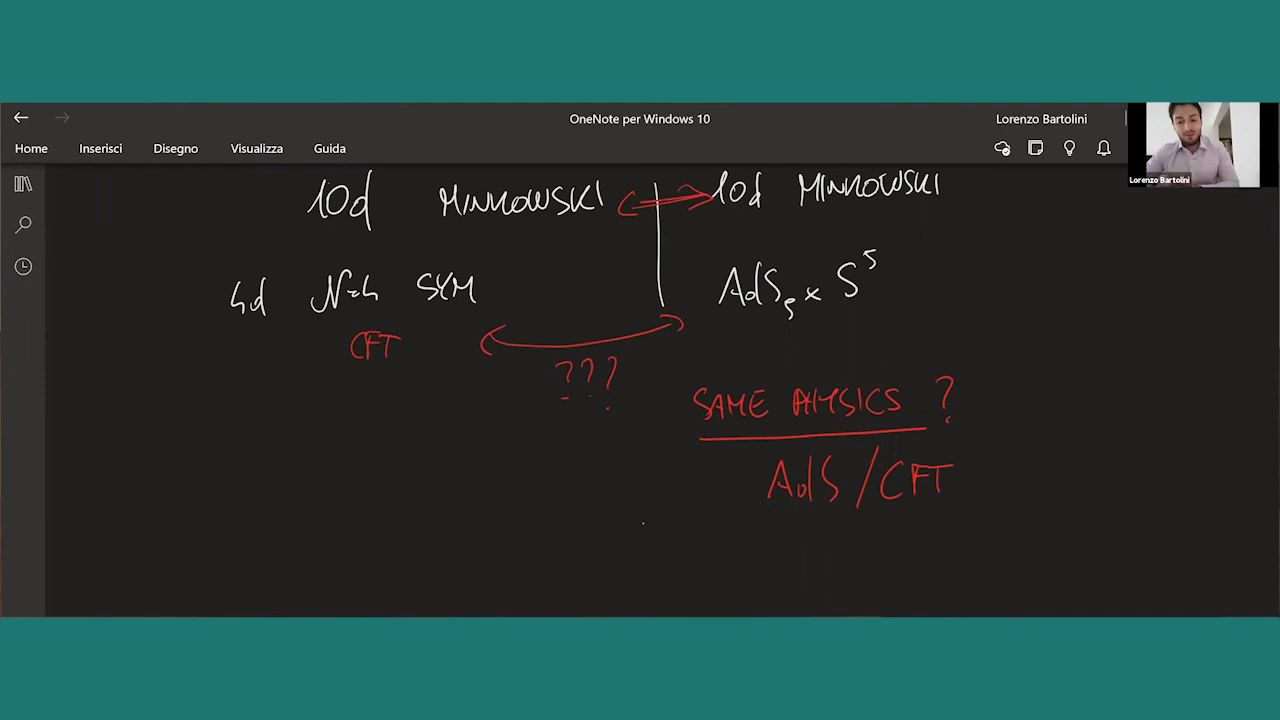 OneNote per Windows 10
Lorenzo Bartolini
Home Inserisci Disegno Visualizza Guida
Lorenzo Bartolini
10d MINKOWSKI 10d MINKOWSKI
4d N=4 SYM AdS5 x S5
CFT
???
SAME PHYSICS ?
AdS/CFT